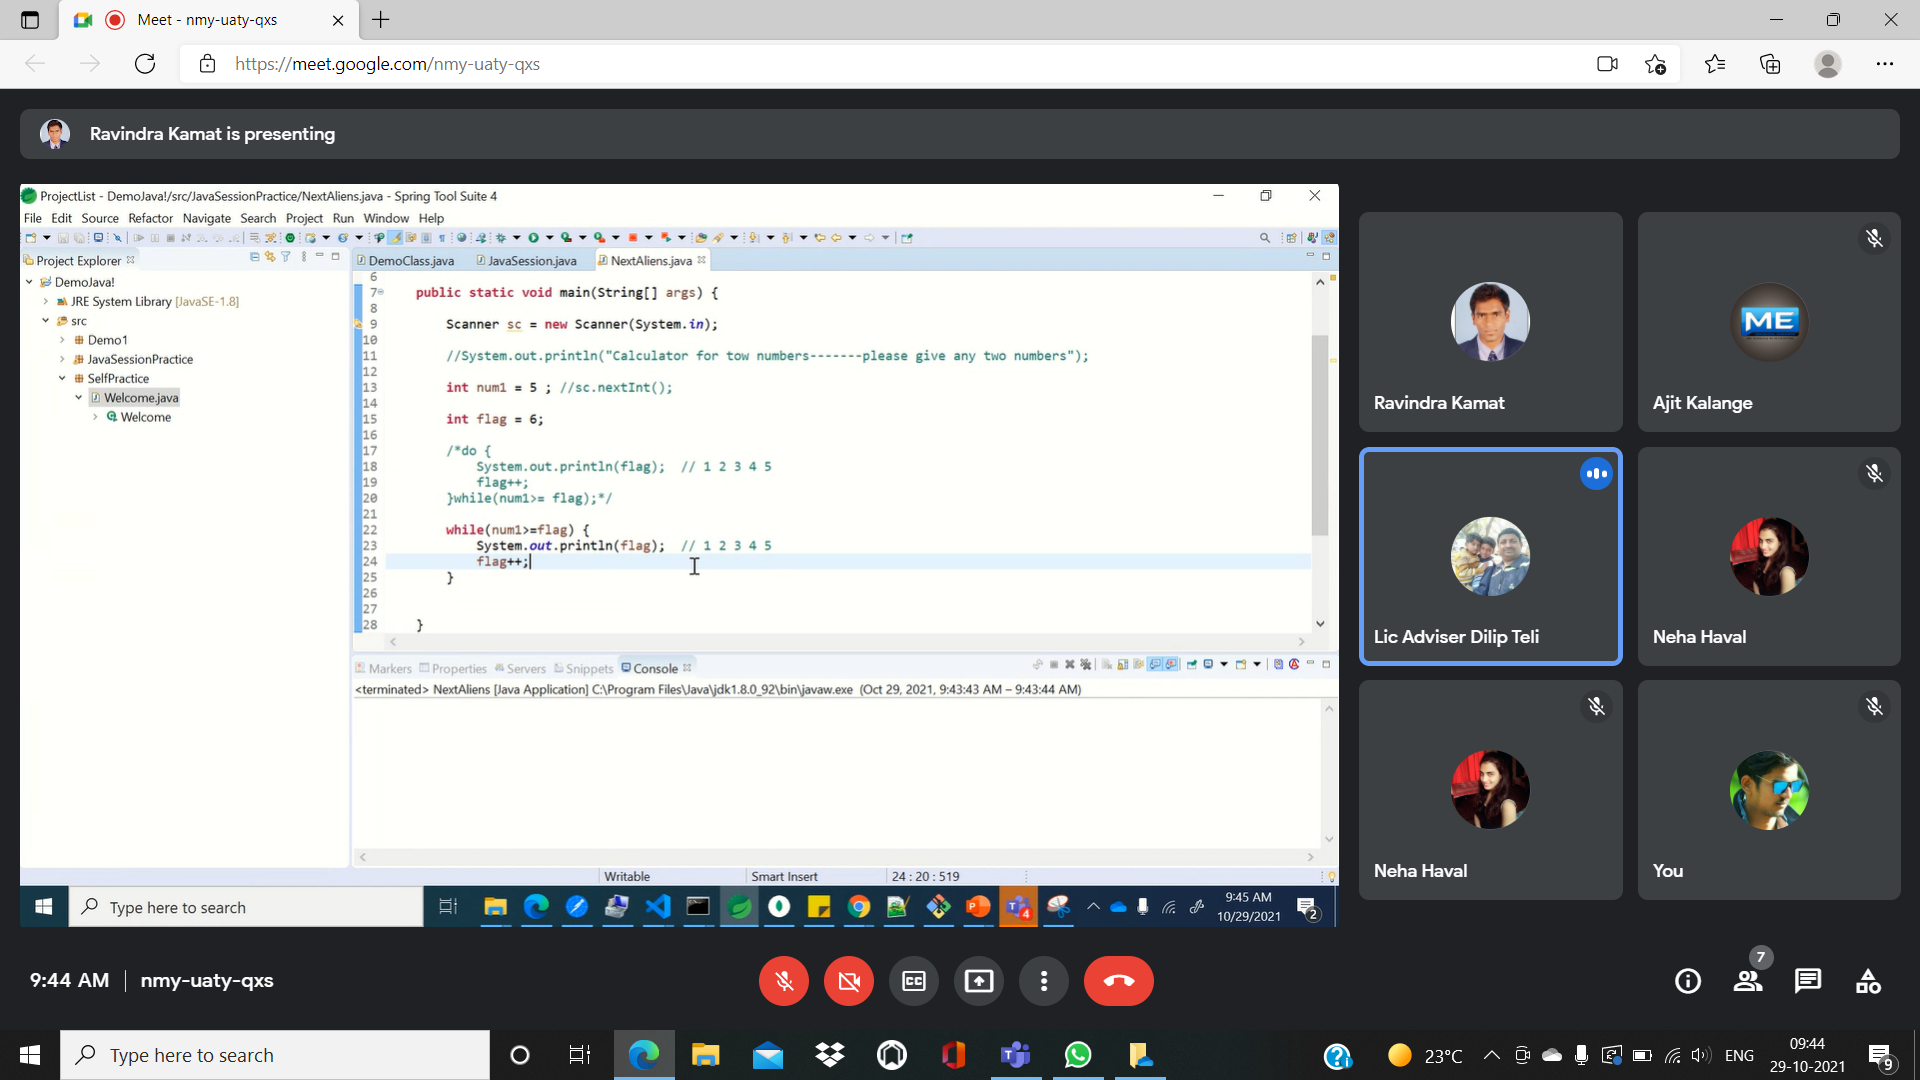 Meet - nmy-uaty-qxs
https://meet.google.com/nmy-uaty-qxs
Ravindra Kamat is presenting
ProjectList - DemoJava!/src/JavaSessionPractice/NextAliens.java - Spring Tool Suite 4
File Edit Source Refactor Navigate Search Project Run Window Help
Project Explorer
DemoJava!
JRE System Library [JavaSE-1.8]
src
Demo1
JavaSessionPractice
SelfPractice
Welcome.java
Welcome
DemoClass.java JavaSession.java NextAliens.java
6
7 public static void main(String[] args) {
8
9 Scanner sc = new Scanner(System.in);
10
11 //System.out.println("Calculator for tow numbers-------please give any two numbers");
12
13 int num1 = 5 ; //sc.nextInt();
14
15 int flag = 6;
16
17 /*do {
18 System.out.println(flag); // 1 2 3 4 5
19 flag++;
20 }while(num1>= flag);*/
21
22 while(num1>=flag) {
23 System.out.println(flag); // 1 2 3 4 5
24 flag++;
25 }
26
27
28 }
Markers Properties Servers Snippets Console
<terminated> NextAliens [Java Application] C:\Program Files\Java\jdk1.8.0_92\bin\javaw.exe (Oct 29, 2021, 9:43:43 AM – 9:43:44 AM)
Writable Smart Insert 24 : 20 : 519
Type here to search
4
9:45 AM
10/29/2021
2
Ravindra Kamat
ME
Ajit Kalange
Lic Adviser Dilip Teli
Neha Haval
Neha Haval
You
9:44 AM nmy-uaty-qxs
CC
7
Type here to search
23°C
ENG
09:44
29-10-2021
9